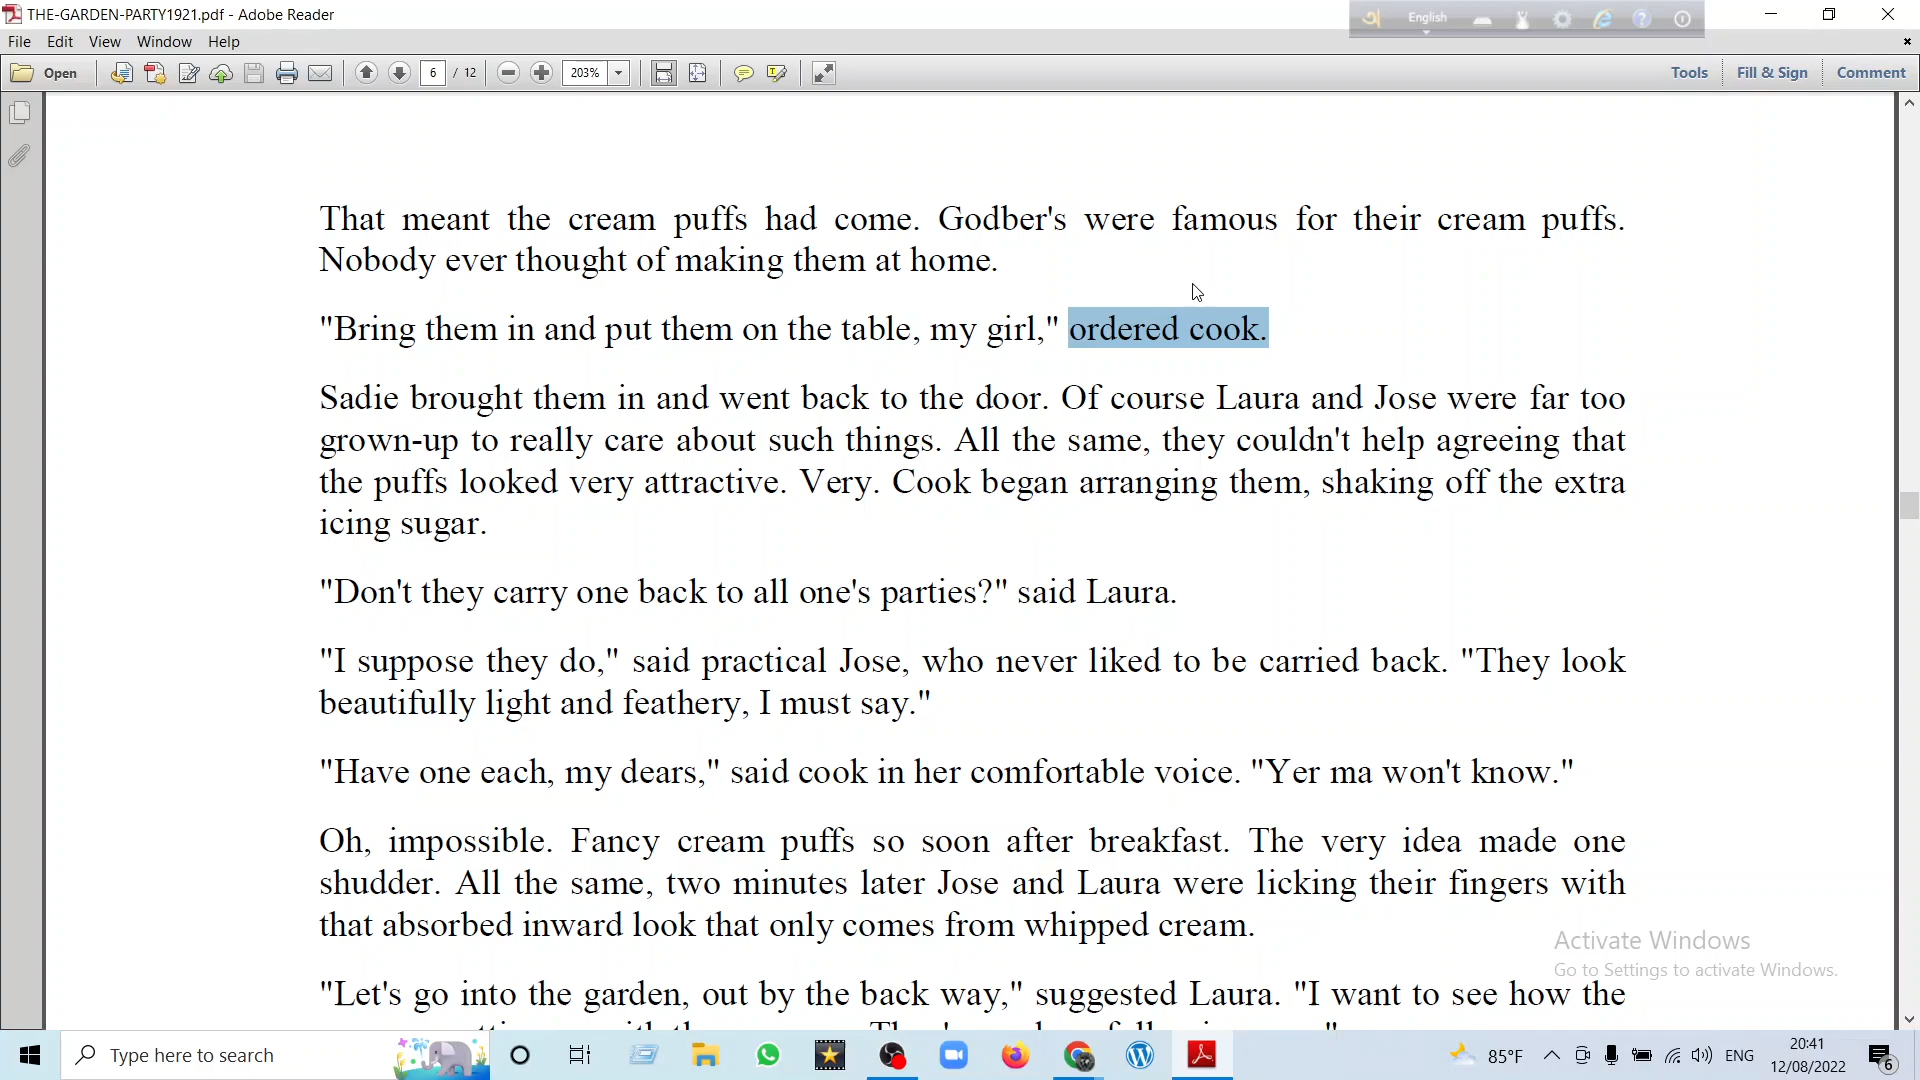 THE-GARDEN-PARTY1921.pdf - Adobe Reader
English
File Edit View Window Help
Open 6 / 12 203% Tools Fill & Sign Comment
That meant the cream puffs had come. Godber's were famous for their cream puffs.
Nobody ever thought of making them at home.
"Bring them in and put them on the table, my girl," ordered cook.
Sadie brought them in and went back to the door. Of course Laura and Jose were far too
grown-up to really care about such things. All the same, they couldn't help agreeing that
the puffs looked very attractive. Very. Cook began arranging them, shaking off the extra
icing sugar.
"Don't they carry one back to all one's parties?" said Laura.
"I suppose they do," said practical Jose, who never liked to be carried back. "They look
beautifully light and feathery, I must say."
"Have one each, my dears," said cook in her comfortable voice. "Yer ma won't know."
Oh, impossible. Fancy cream puffs so soon after breakfast. The very idea made one
shudder. All the same, two minutes later Jose and Laura were licking their fingers with
that absorbed inward look that only comes from whipped cream.
Activate Windows
Go to Settings to activate Windows.
"Let's go into the garden, out by the back way," suggested Laura. "I want to see how the
Type here to search
85°F
ENG
20:41
12/08/2022
6